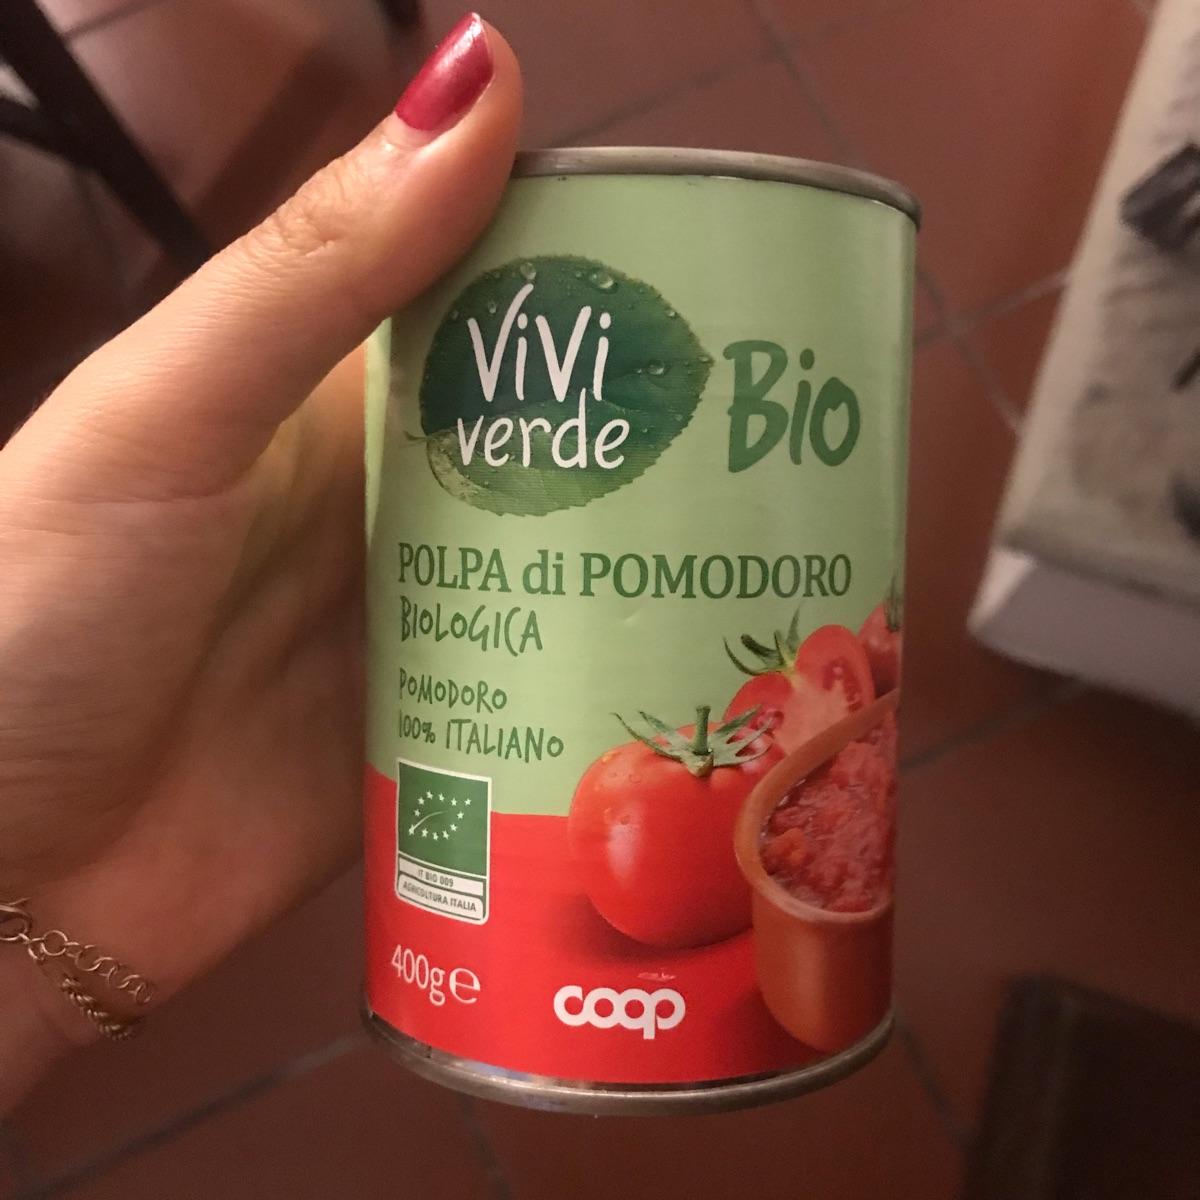 ViVi
verde
Bio
POLPA di POMODORO
BIOLOGICA
POMODORO
100% ITALIANO
IT BIO 009
AGRICOLTURA ITALIA
400g e
coop